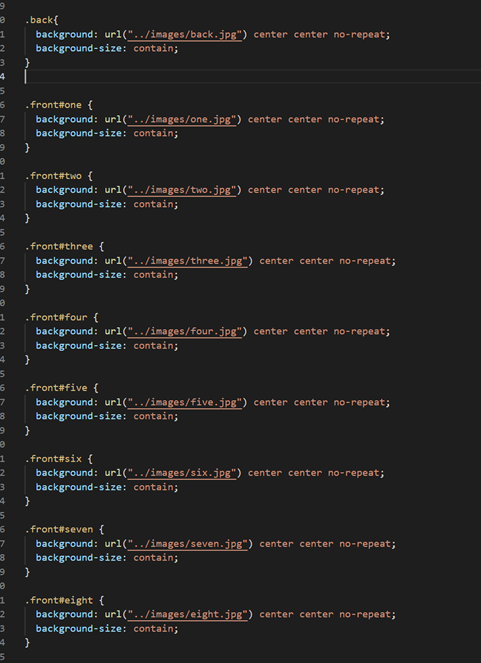 9
0 .back{
1 background: url("../images/back.jpg") center center no-repeat;
2 background-size: contain;
3 }
4
5
6 .front#one {
7 background: url("../images/one.jpg") center center no-repeat;
8 background-size: contain;
9 }
0
1 .front#two {
2 background: url("../images/two.jpg") center center no-repeat;
3 background-size: contain;
4 }
5
6 .front#three {
7 background: url("../images/three.jpg") center center no-repeat;
8 background-size: contain;
9 }
0
1 .front#four {
2 background: url("../images/four.jpg") center center no-repeat;
3 background-size: contain;
4 }
5
6 .front#five {
7 background: url("../images/five.jpg") center center no-repeat;
8 background-size: contain;
9 }
0
1 .front#six {
2 background: url("../images/six.jpg") center center no-repeat;
3 background-size: contain;
4 }
5
6 .front#seven {
7 background: url("../images/seven.jpg") center center no-repeat;
8 background-size: contain;
9 }
0
1 .front#eight {
2 background: url("../images/eight.jpg") center center no-repeat;
3 background-size: contain;
4 }
5